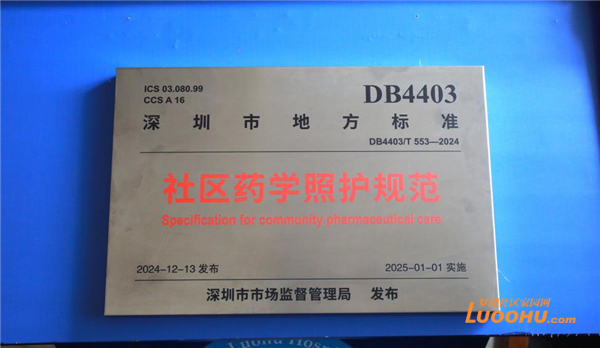 ICS 03.080.99
CCS A 16
DB4403
深圳市地方标准
DB4403/T 553—2024
社区药学照护规范
Specification for community pharmaceutical care
2024-12-13 发布
2025-01-01 实施
深圳市市场监督管理局 发布
LUOOHU.com
Luohu Hos